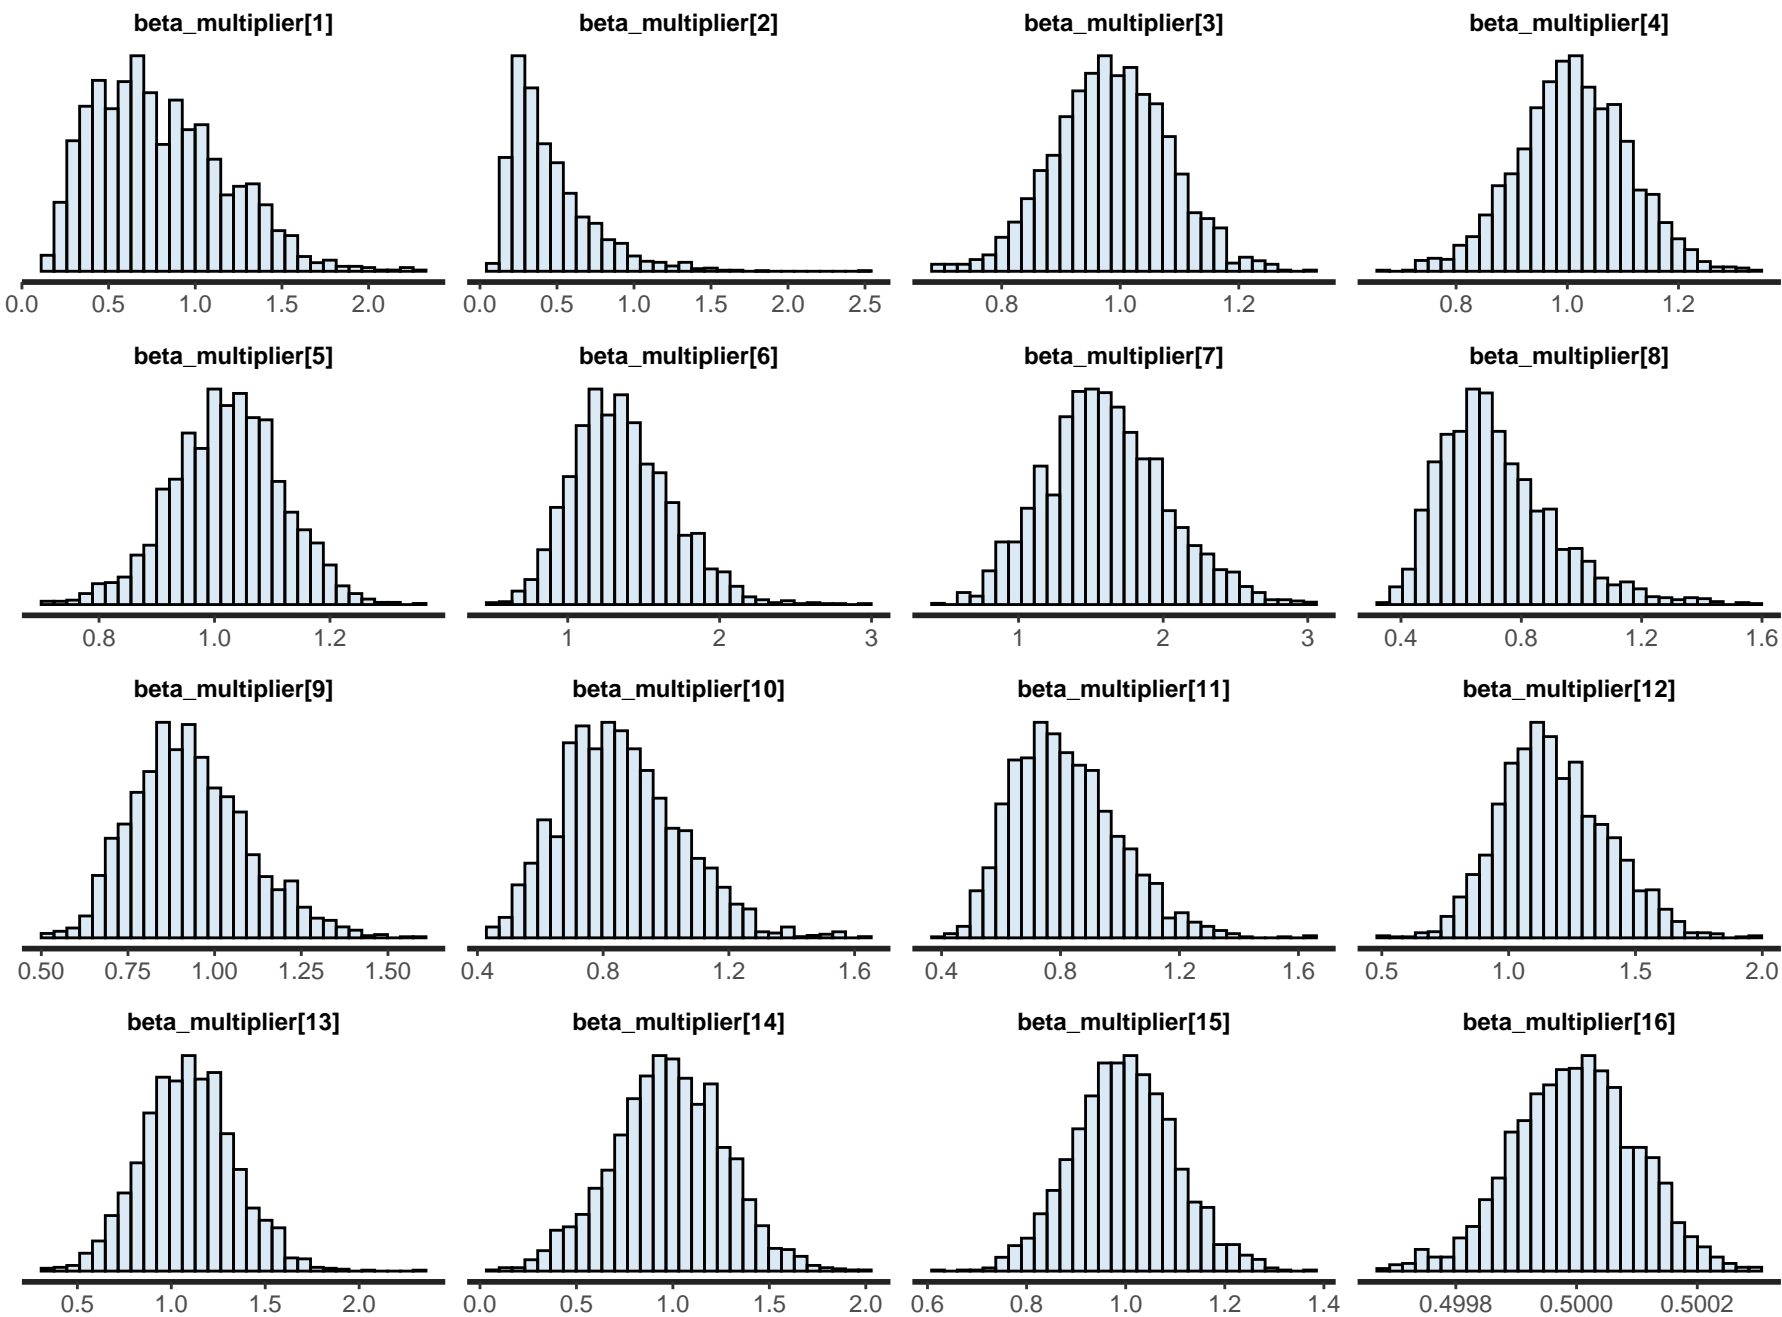 beta_multiplier[1] beta_multiplier[2] beta_multiplier[3] beta_multiplier[4]
0.0 0.5 1.0 1.5 2.0 0.0 0.5 1.0 1.5 2.0 2.5 0.8 1.0 1.2 0.8 1.0 1.2
beta_multiplier[5] beta_multiplier[6] beta_multiplier[7] beta_multiplier[8]
0.8 1.0 1.2 1 2 3 1 2 3 0.4 0.8 1.2 1.6
beta_multiplier[9] beta_multiplier[10] beta_multiplier[11] beta_multiplier[12]
0.50 0.75 1.00 1.25 1.50 0.4 0.8 1.2 1.6 0.4 0.8 1.2 1.6 0.5 1.0 1.5 2.0
beta_multiplier[13] beta_multiplier[14] beta_multiplier[15] beta_multiplier[16]
0.5 1.0 1.5 2.0 0.0 0.5 1.0 1.5 2.0 0.6 0.8 1.0 1.2 1.4 0.4998 0.5000 0.5002